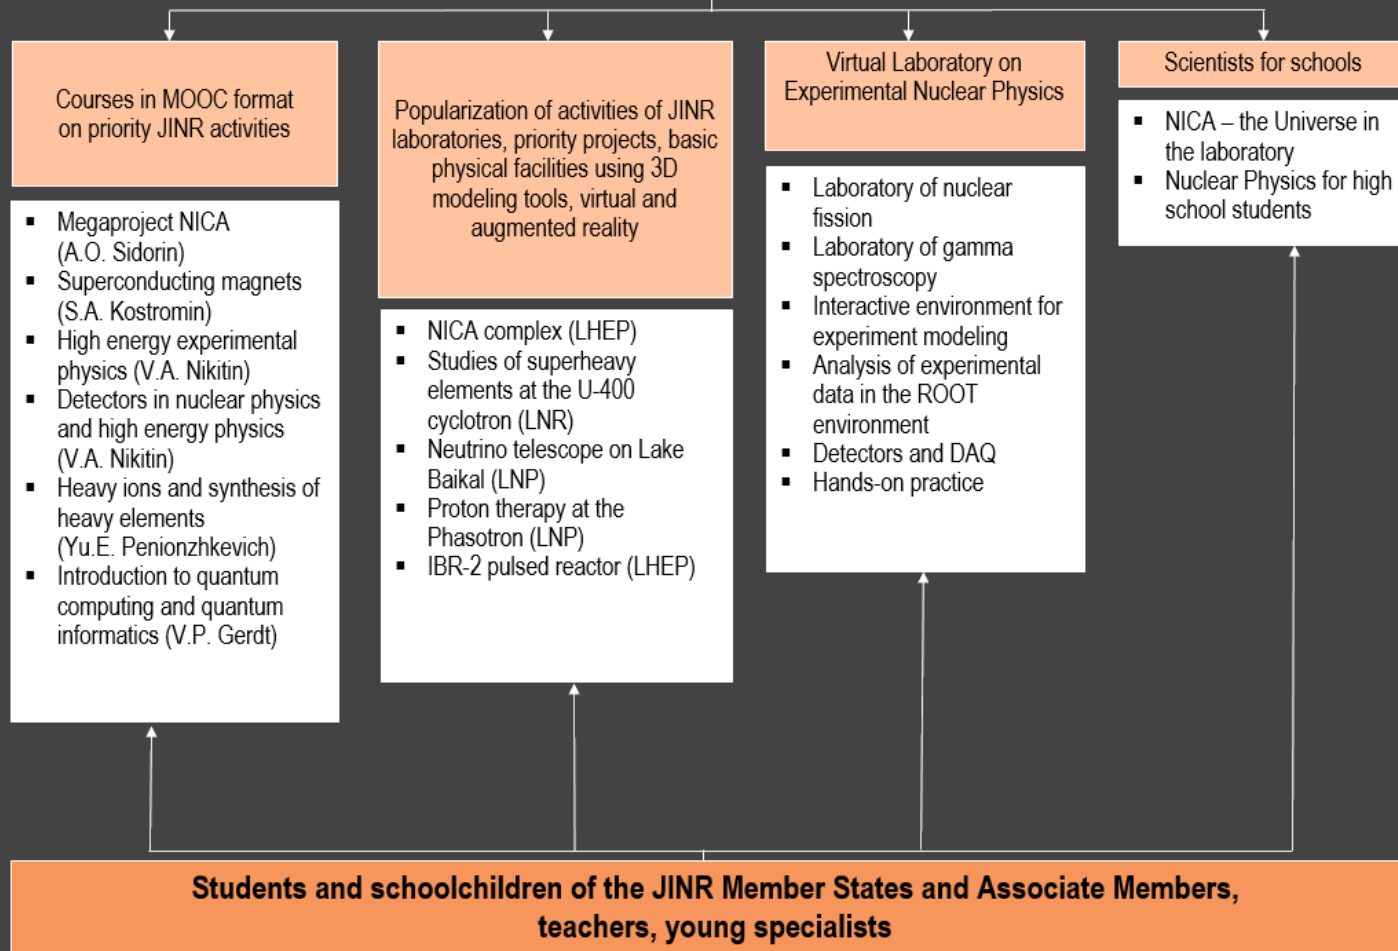 Courses in MOOC format
on priority JINR activities
▪ Megaproject NICA
(A.O. Sidorin)
▪ Superconducting magnets
(S.A. Kostromin)
▪ High energy experimental
physics (V.A. Nikitin)
▪ Detectors in nuclear physics
and high energy physics
(V.A. Nikitin)
▪ Heavy ions and synthesis of
heavy elements
(Yu.E. Penionzhkevich)
▪ Introduction to quantum
computing and quantum
informatics (V.P. Gerdt)
Popularization of activities of JINR
laboratories, priority projects, basic
physical facilities using 3D
modeling tools, virtual and
augmented reality
▪ NICA complex (LHEP)
▪ Studies of superheavy
elements at the U-400
cyclotron (LNR)
▪ Neutrino telescope on Lake
Baikal (LNP)
▪ Proton therapy at the
Phasotron (LNP)
▪ IBR-2 pulsed reactor (LHEP)
Virtual Laboratory on
Experimental Nuclear Physics
▪ Laboratory of nuclear
fission
▪ Laboratory of gamma
spectroscopy
▪ Interactive environment for
experiment modeling
▪ Analysis of experimental
data in the ROOT
environment
▪ Detectors and DAQ
▪ Hands-on practice
Scientists for schools
▪ NICA – the Universe in
the laboratory
▪ Nuclear Physics for high
school students
Students and schoolchildren of the JINR Member States and Associate Members,
teachers, young specialists